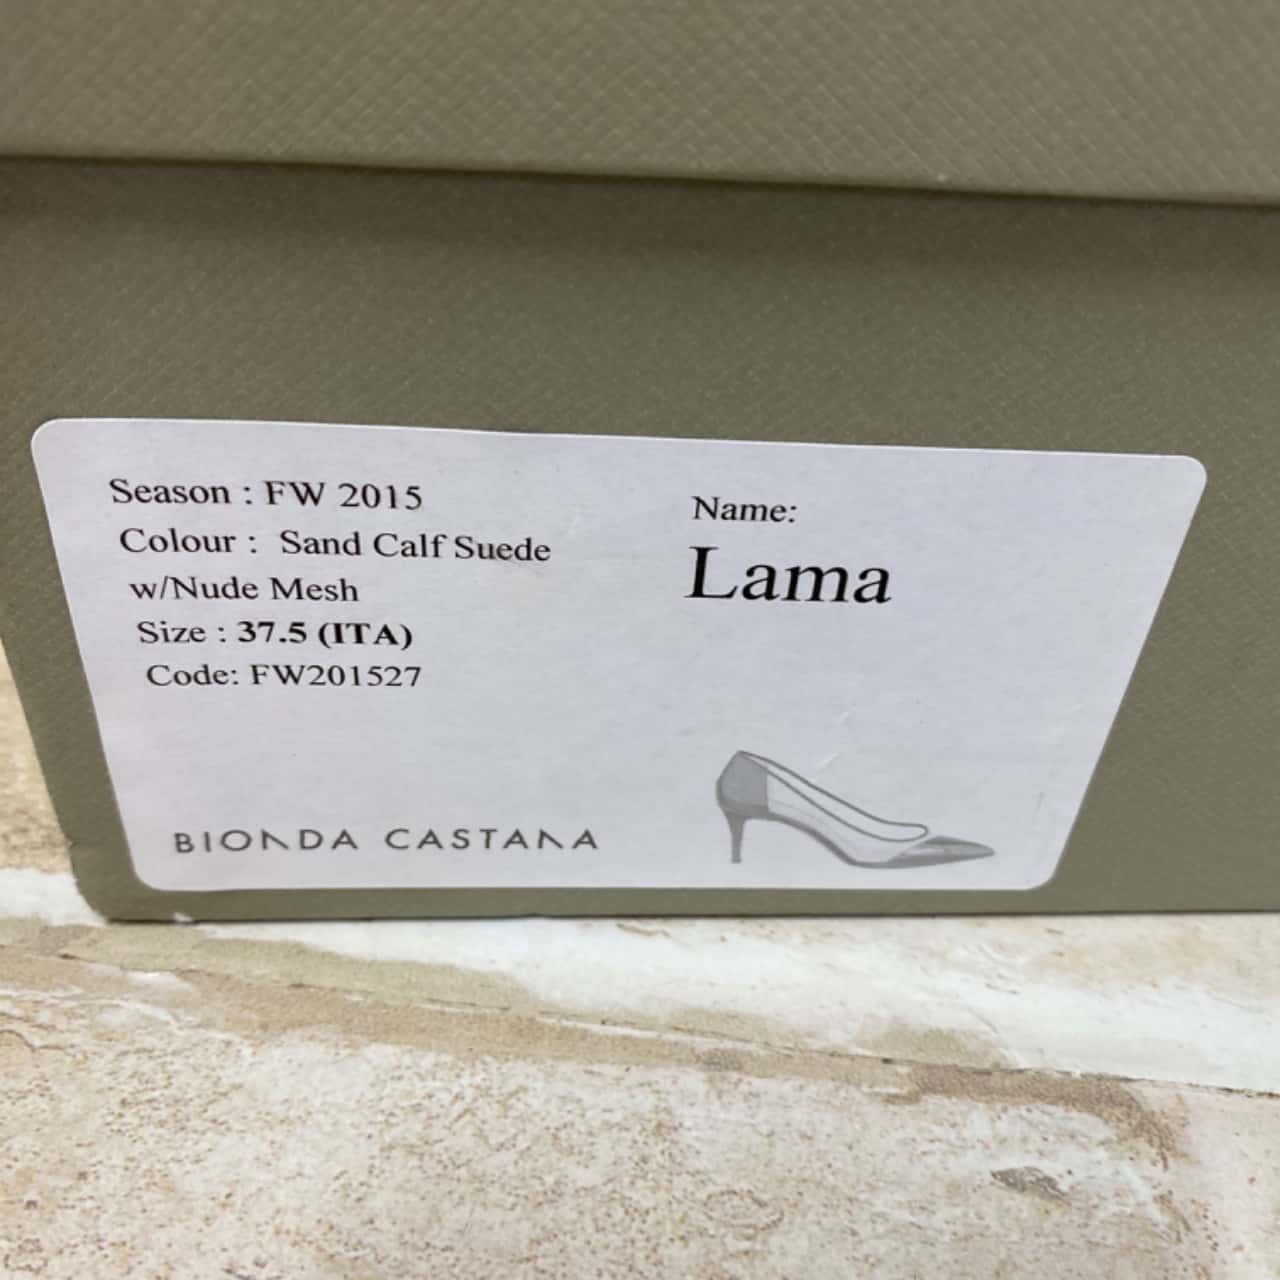 Season : FW 2015
Colour : Sand Calf Suede
w/Nude Mesh
Size : 37.5 (ITA)
Code: FW201527
Name:
Lama
BIONDA CASTANA